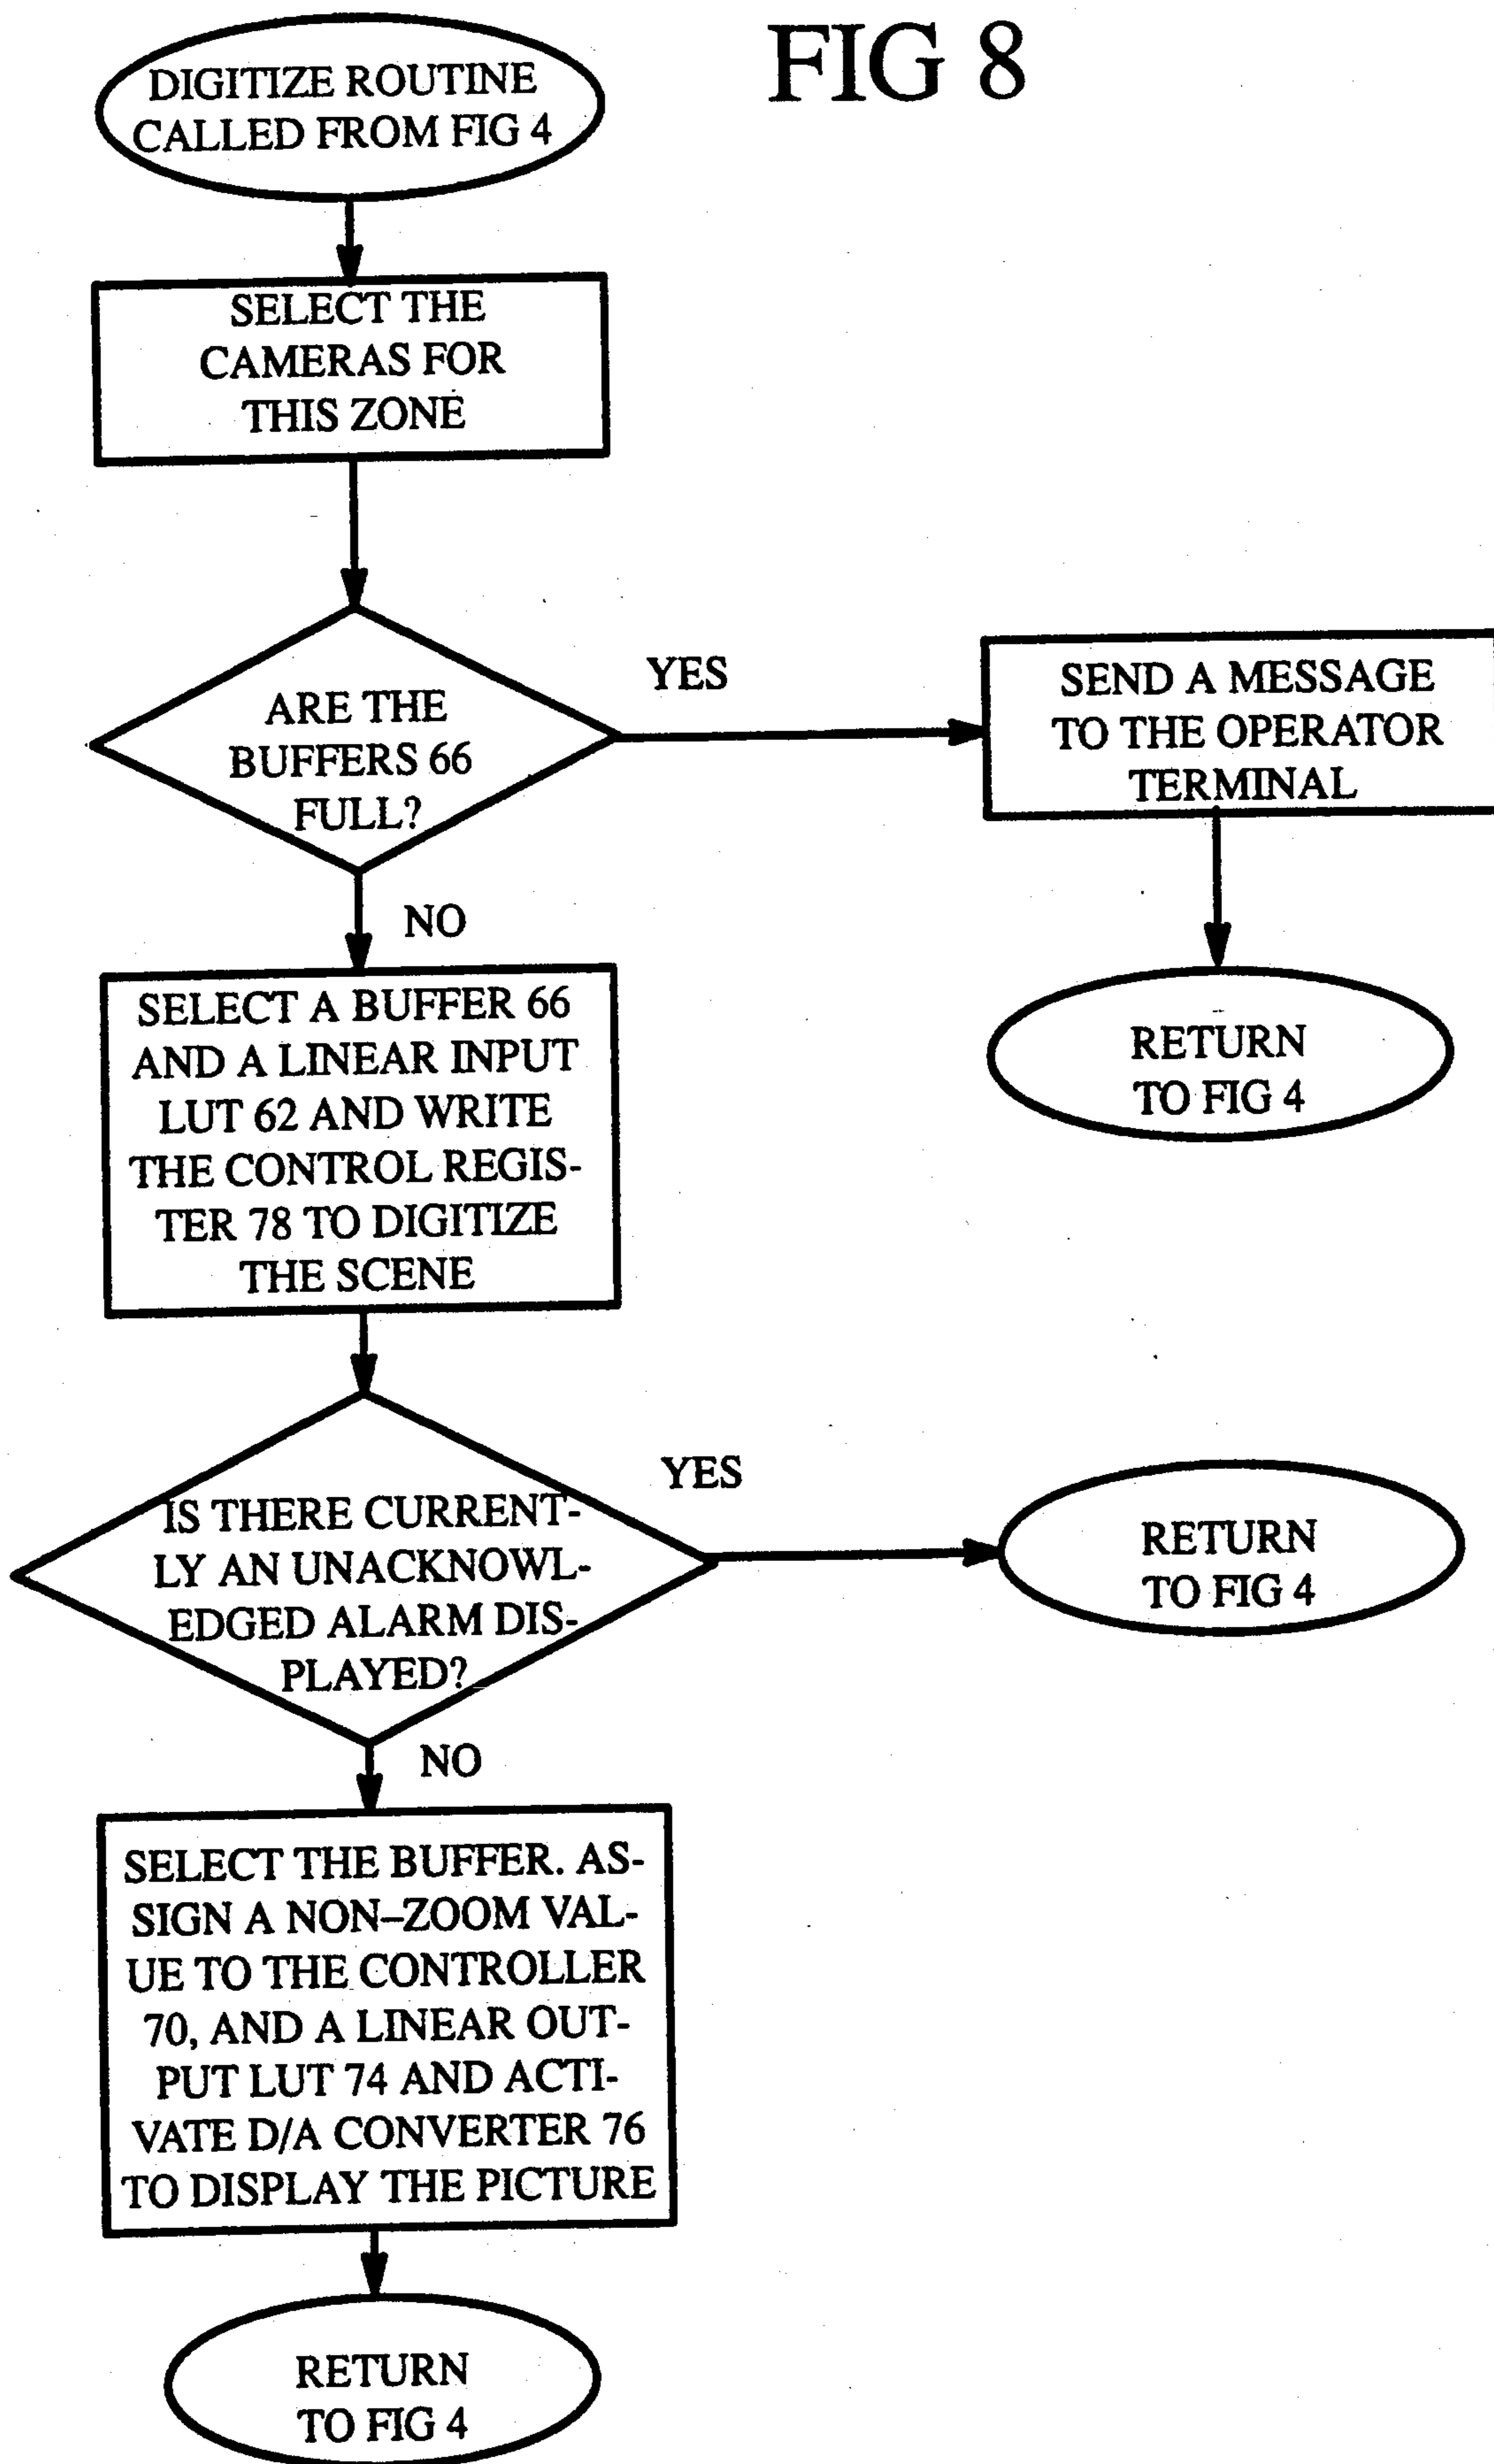 FIG 8
DIGITIZE ROUTINE
CALLED FROM FIG 4
SELECT THE
CAMERAS FOR
THIS ZONE
ARE THE
BUFFERS 66
FULL?
YES
SEND A MESSAGE
TO THE OPERATOR
TERMINAL
RETURN
TO FIG 4
NO
SELECT A BUFFER 66
AND A LINEAR INPUT
LUT 62 AND WRITE
THE CONTROL REGIS-
TER 78 TO DIGITIZE
THE SCENE
IS THERE CURRENT-
LY AN UNACKNOWL-
EDGED ALARM DIS-
PLAYED?
YES
RETURN
TO FIG 4
NO
SELECT THE BUFFER. AS-
SIGN A NON–ZOOM VAL-
UE TO THE CONTROLLER
70, AND A LINEAR OUT-
PUT LUT 74 AND ACTI-
VATE D/A CONVERTER 76
TO DISPLAY THE PICTURE
RETURN
TO FIG 4